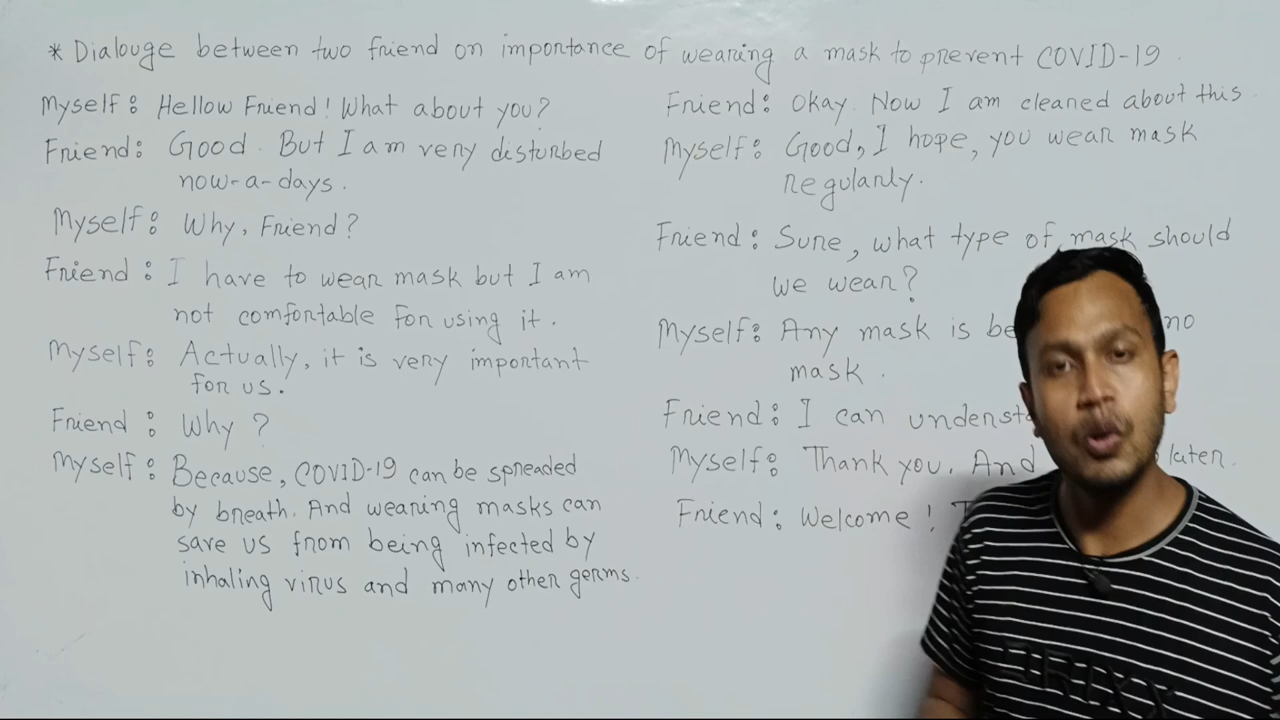 * Dialouge between two friend on importance of wearing a mask to prevent COVID-19.
Myself: Hellow Friend! What about you?
Friend: Good. But I am very disturbed
now-a-days.
Myself: Why, Friend?
Friend: I have to wear mask but I am
not comfortable for using it.
Myself: Actually, it is very important
for us.
Friend: Why?
Myself: Because, COVID-19 can be spreaded
by breath. And wearing masks can
save us from being infected by
inhaling virus and many other germs.
Friend: Okay. Now I am cleaned about this
Myself: Good, I hope, you wear mask
regularly.
Friend: Sure, what type of mask should
we wear?
Myself: Any mask is no
mask.
Friend: I can
Myself: Thank you. And later.
Friend: Welcome!